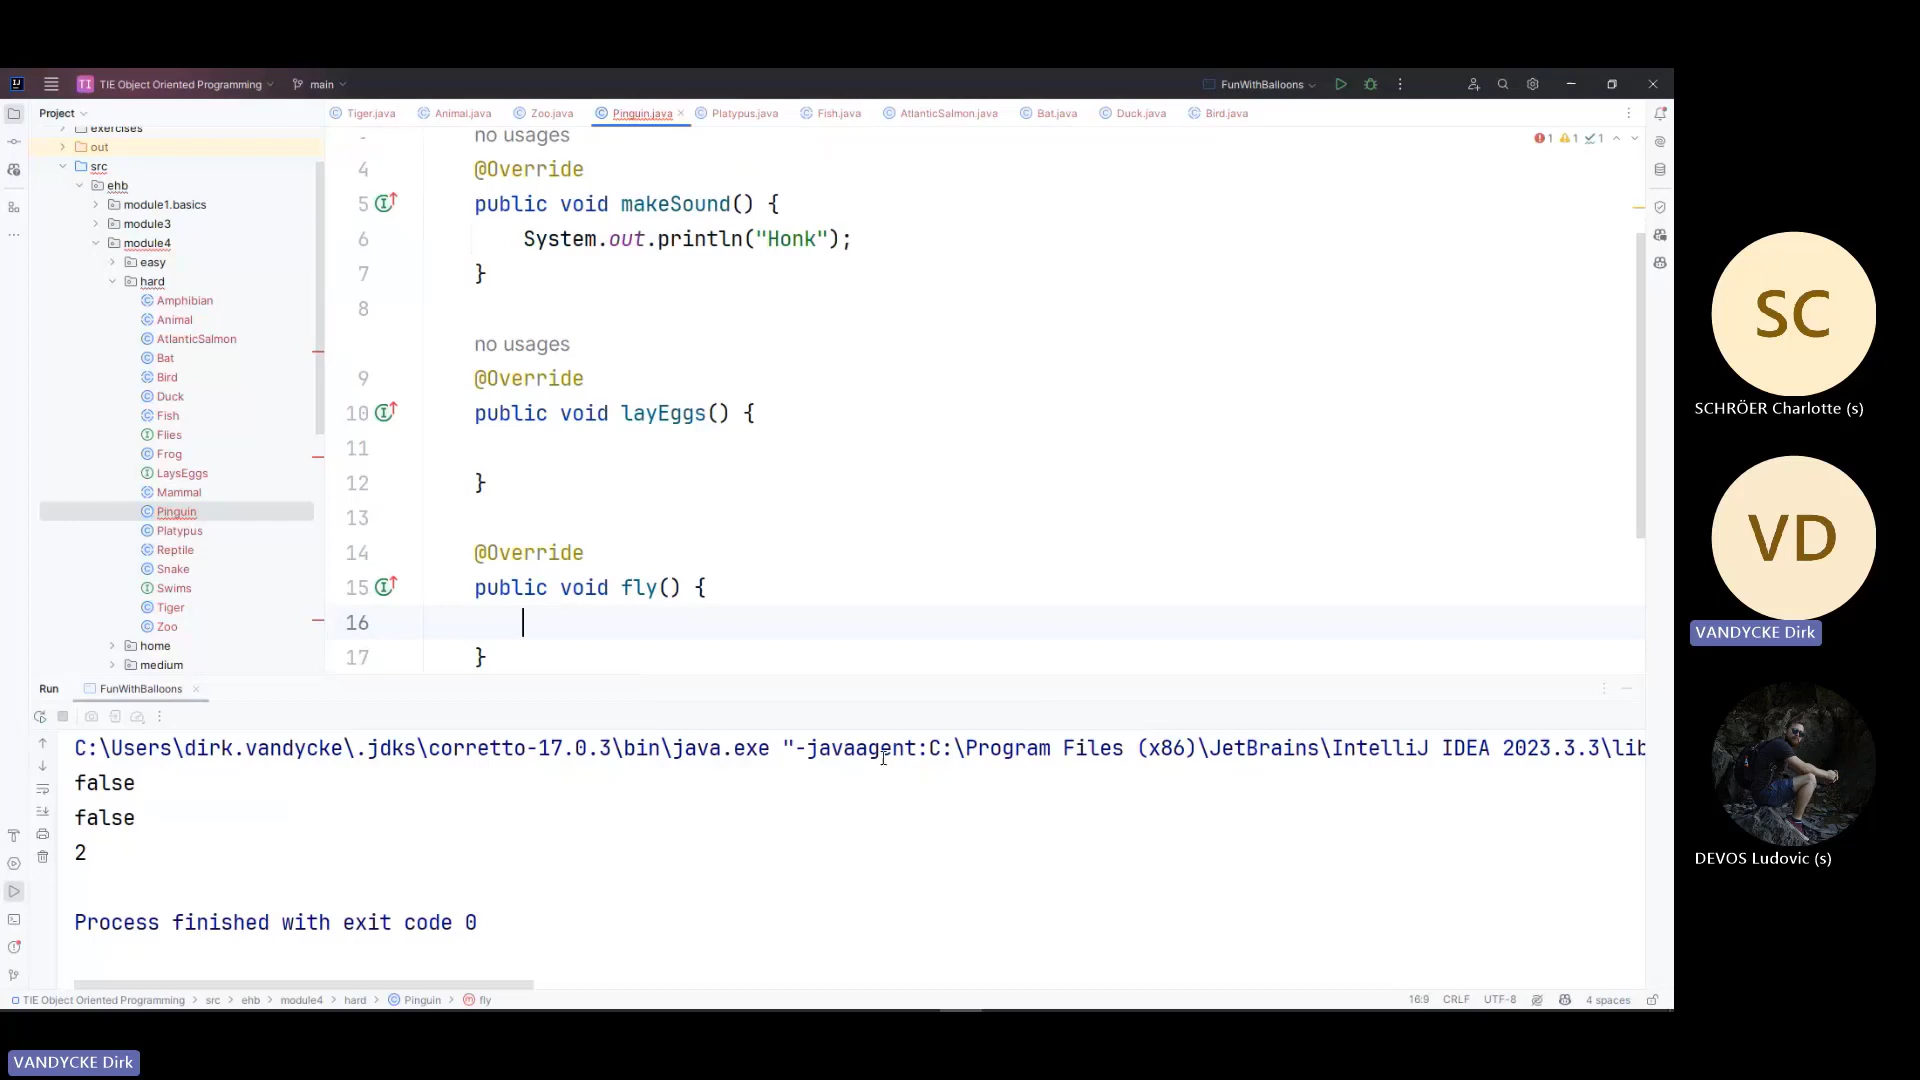 TI TIE Object Oriented Programming main FunWithBalloons
Project Tiger.java Animal.java Zoo.java Pinguin.java Platypus.java Fish.java AtlanticSalmon.java Bat.java Duck.java Bird.java
exercises
out
src
ehb
module1.basics
module3
module4
easy
hard
Amphibian
Animal
AtlanticSalmon
Bat
Bird
Duck
Fish
Flies
Frog
LaysEggs
Mammal
Pinguin
Platypus
Reptile
Snake
Swims
Tiger
Zoo
home
medium
no usages
1 1 1
4 @Override
5 public void makeSound() {
6 System.out.println("Honk");
7 }
8
no usages
9 @Override
10 public void layEggs() {
11
12 }
13
14 @Override
15 public void fly() {
16
17 }
Run FunWithBalloons
C:\Users\dirk.vandycke\.jdks\corretto-17.0.3\bin\java.exe "-javaagent:C:\Program Files (x86)\JetBrains\IntelliJ IDEA 2023.3.3\lib
false
false
2
Process finished with exit code 0
TIE Object Oriented Programming > src > ehb > module4 > hard > Pinguin > fly 16:9 CRLF UTF-8 4 spaces
SC
SCHRÖER Charlotte (s)
VD
VANDYCKE Dirk
DEVOS Ludovic (s)
VANDYCKE Dirk